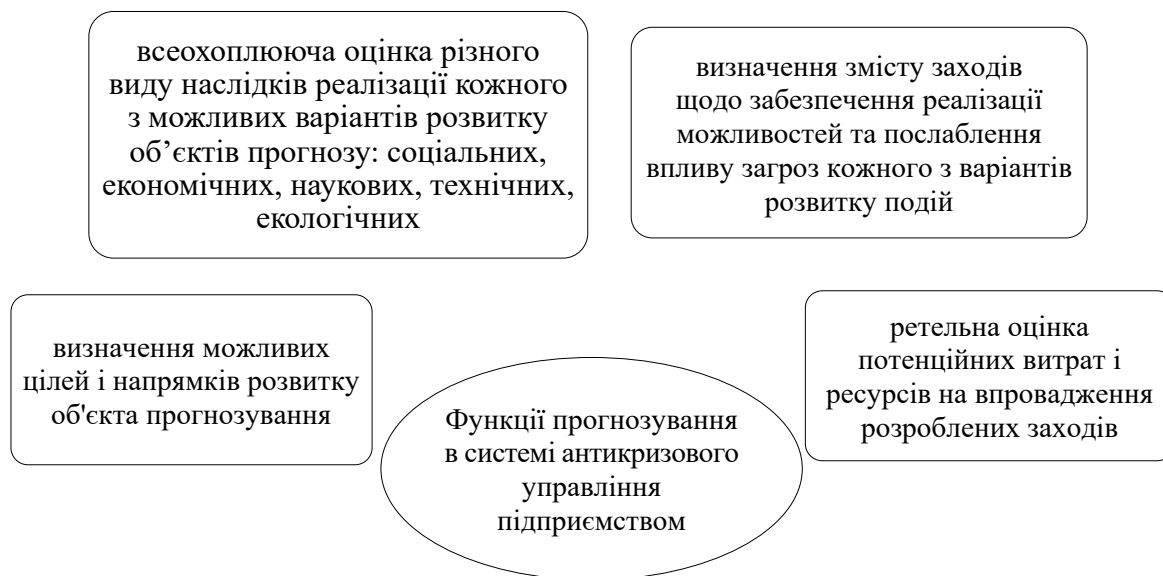 всеохоплююча оцінка різного
виду наслідків реалізації кожного
з можливих варіантів розвитку
об’єктів прогнозу: соціальних,
економічних, наукових, технічних,
екологічних
визначення змісту заходів
щодо забезпечення реалізації
можливостей та послаблення
впливу загроз кожного з варіантів
розвитку подій
визначення можливих
цілей і напрямків розвитку
об'єкта прогнозування
ретельна оцінка
потенційних витрат і
ресурсів на впровадження
розроблених заходів
Функції прогнозування
в системі антикризового
управління
підприємством